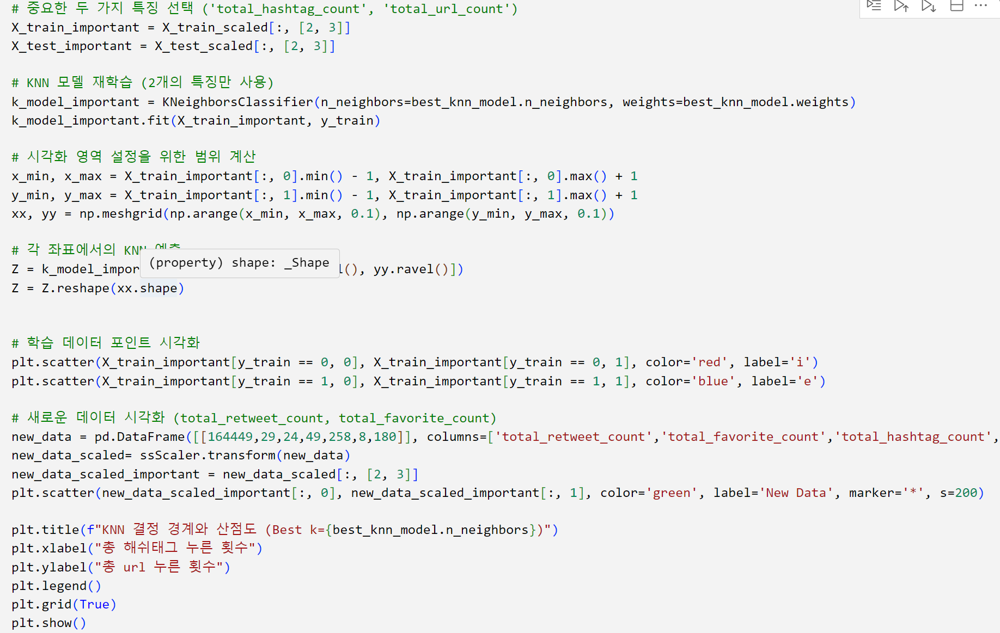 # 중요한 두 가지 특징 선택 ('total_hashtag_count', 'total_url_count')
X_train_important = X_train_scaled[:, [2, 3]]
X_test_important = X_test_scaled[:, [2, 3]]
# KNN 모델 재학습 (2개의 특징만 사용)
k_model_important = KNeighborsClassifier(n_neighbors=best_knn_model.n_neighbors, weights=best_knn_model.weights)
k_model_important.fit(X_train_important, y_train)
# 시각화 영역 설정을 위한 범위 계산
x_min, x_max = X_train_important[:, 0].min() - 1, X_train_important[:, 0].max() + 1
y_min, y_max = X_train_important[:, 1].min() - 1, X_train_important[:, 1].max() + 1
xx, yy = np.meshgrid(np.arange(x_min, x_max, 0.1), np.arange(y_min, y_max, 0.1))
# 각 좌표에서의 KNN
(property) shape: _Shape
Z = k_model_impor l(), yy.ravel()])
Z = Z.reshape(xx.shape)
# 학습 데이터 포인트 시각화
plt.scatter(X_train_important[y_train == 0, 0], X_train_important[y_train == 0, 1], color='red', label='i')
plt.scatter(X_train_important[y_train == 1, 0], X_train_important[y_train == 1, 1], color='blue', label='e')
# 새로운 데이터 시각화 (total_retweet_count, total_favorite_count)
new_data = pd.DataFrame([[164449,29,24,49,258,8,180]], columns=['total_retweet_count','total_favorite_count','total_hashtag_count',
new_data_scaled= ssScaler.transform(new_data)
new_data_scaled_important = new_data_scaled[:, [2, 3]]
plt.scatter(new_data_scaled_important[:, 0], new_data_scaled_important[:, 1], color='green', label='New Data', marker='*', s=200)
plt.title(f"KNN 결정 경계와 산점도 (Best k={best_knn_model.n_neighbors})")
plt.xlabel("총 해쉬태그 누른 횟수")
plt.ylabel("총 url 누른 횟수")
plt.legend()
plt.grid(True)
plt.show()